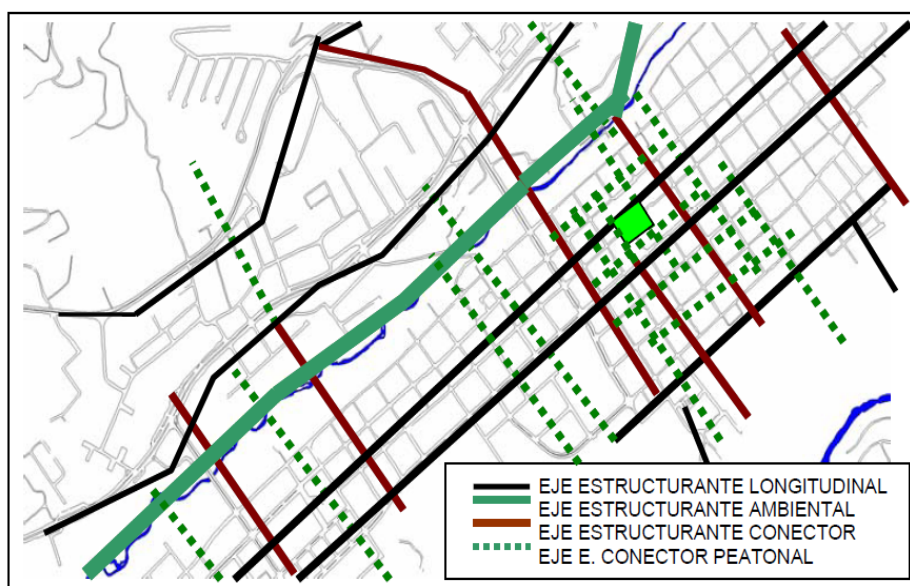 EJE ESTRUCTURANTE LONGITUDINAL
EJE ESTRUCTURANTE AMBIENTAL
EJE ESTRUCTURANTE CONECTOR
EJE E. CONECTOR PEATONAL